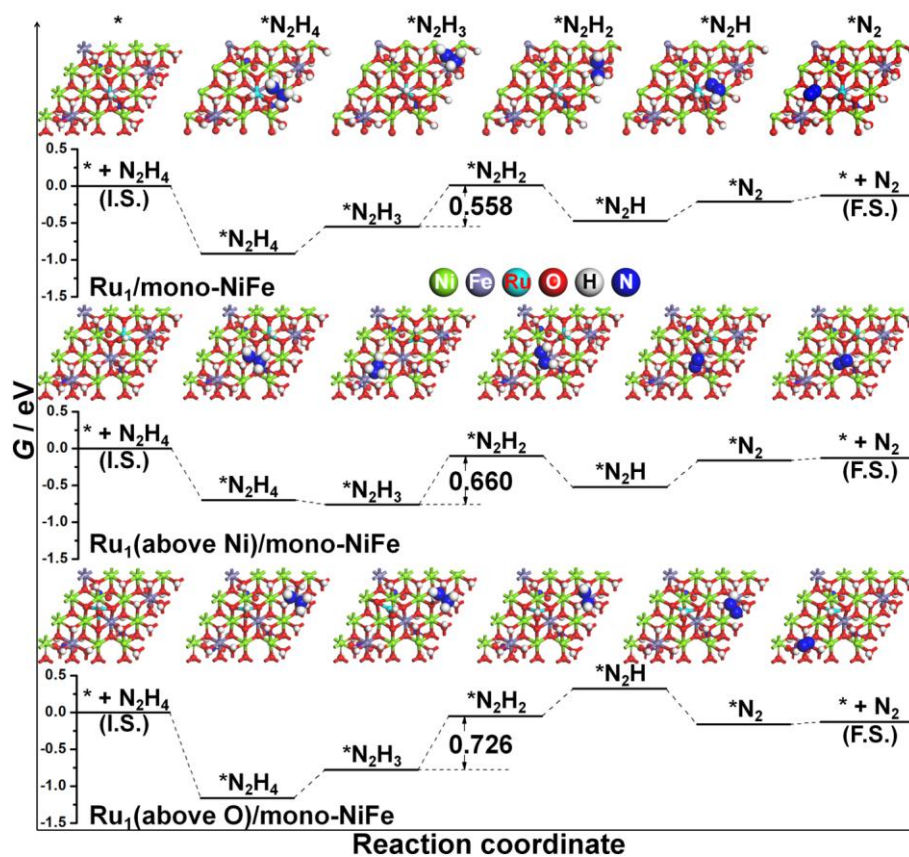 * *N₂H₄ *N₂H₃ *N₂H₂ *N₂H *N₂
G / eV
0.5
0.0
-0.5
-1.0
-1.5
* + N₂H₄
(I.S.)
*N₂H₄
*N₂H₃
*N₂H₂
0.558
*N₂H
*N₂
* + N₂
(F.S.)
Ru₁/mono-NiFe
Ni Fe Ru O H N
0.5
0.0
-0.5
-1.0
-1.5
* + N₂H₄
(I.S.)
*N₂H₄
*N₂H₃
*N₂H₂
0.660
*N₂H
*N₂
* + N₂
(F.S.)
Ru₁(above Ni)/mono-NiFe
0.5
0.0
-0.5
-1.0
-1.5
* + N₂H₄
(I.S.)
*N₂H₄
*N₂H₃
*N₂H₂
0.726
*N₂H
*N₂
* + N₂
(F.S.)
Ru₁(above O)/mono-NiFe
Reaction coordinate